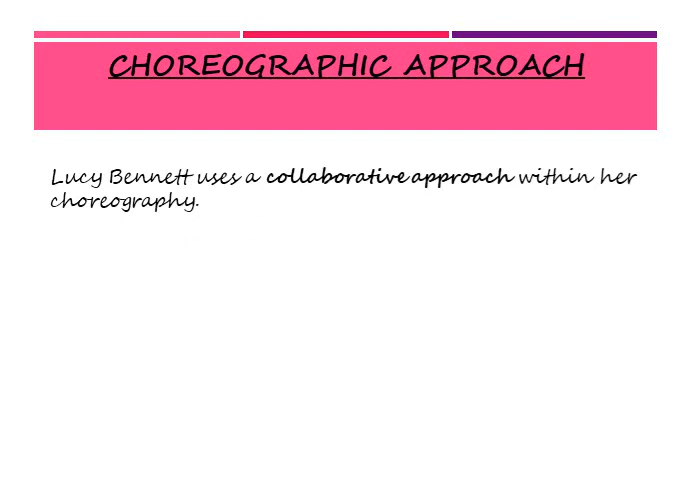 CHOREOGRAPHIC APPROACH
Lucy Bennett uses a collaborative approach within her
choreography.